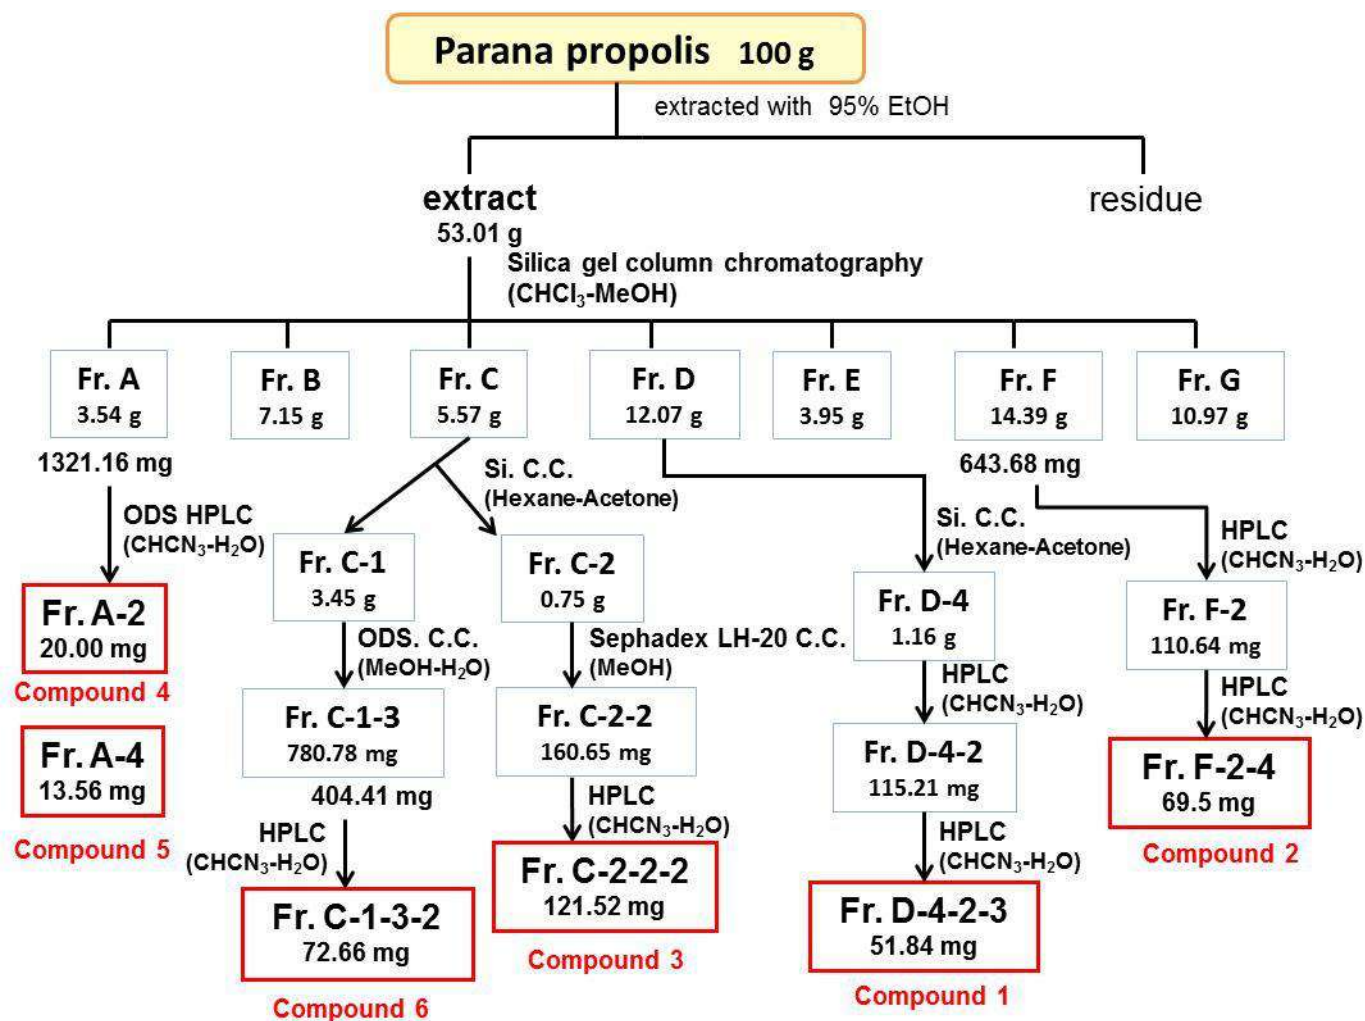 Parana propolis 100 g
extracted with 95% EtOH
extract
53.01 g
residue
Silica gel column chromatography
(CHCl₃-MeOH)
Fr. A
3.54 g
Fr. B
7.15 g
Fr. C
5.57 g
Fr. D
12.07 g
Fr. E
3.95 g
Fr. F
14.39 g
Fr. G
10.97 g
1321.16 mg
ODS HPLC
(CHCN₃-H₂O)
Fr. A-2
20.00 mg
Compound 4
Fr. A-4
13.56 mg
Compound 5
Si. C.C.
(Hexane-Acetone)
Fr. C-1
3.45 g
ODS. C.C.
(MeOH-H₂O)
Fr. C-1-3
780.78 mg
404.41 mg
HPLC
(CHCN₃-H₂O)
Fr. C-1-3-2
72.66 mg
Compound 6
Fr. C-2
0.75 g
Sephadex LH-20 C.C.
(MeOH)
Fr. C-2-2
160.65 mg
HPLC
(CHCN₃-H₂O)
Fr. C-2-2-2
121.52 mg
Compound 3
Si. C.C.
(Hexane-Acetone)
Fr. D-4
1.16 g
HPLC
(CHCN₃-H₂O)
Fr. D-4-2
115.21 mg
HPLC
(CHCN₃-H₂O)
Fr. D-4-2-3
51.84 mg
Compound 1
643.68 mg
HPLC
(CHCN₃-H₂O)
Fr. F-2
110.64 mg
HPLC
(CHCN₃-H₂O)
Fr. F-2-4
69.5 mg
Compound 2